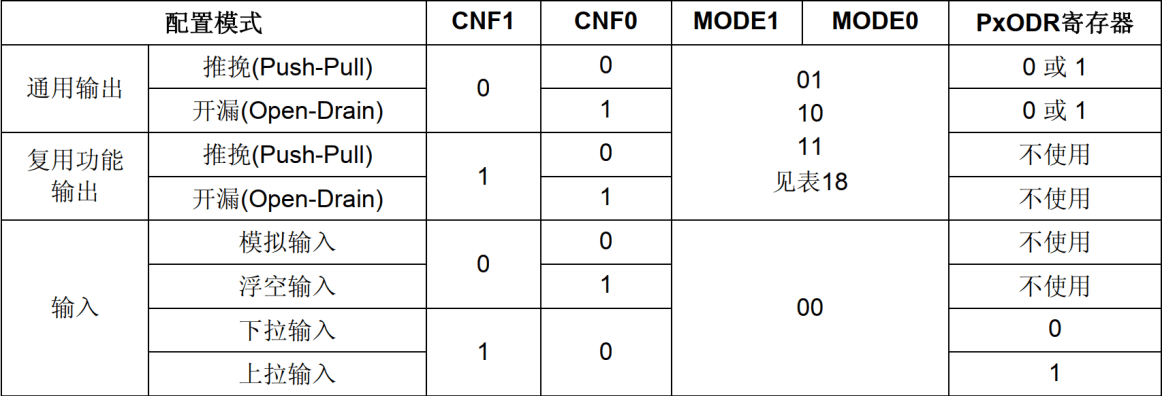 配置模式 CNF1 CNF0 MODE1 MODE0 PxODR寄存器
通用输出 推挽(Push-Pull) 0 0 01 0 或 1
开漏(Open-Drain) 1 10 0 或 1
复用功能
输出 推挽(Push-Pull) 1 0 11 不使用
开漏(Open-Drain) 1 见表18 不使用
输入 模拟输入 0 0 00 不使用
浮空输入 1 不使用
下拉输入 1 0 0
上拉输入 1